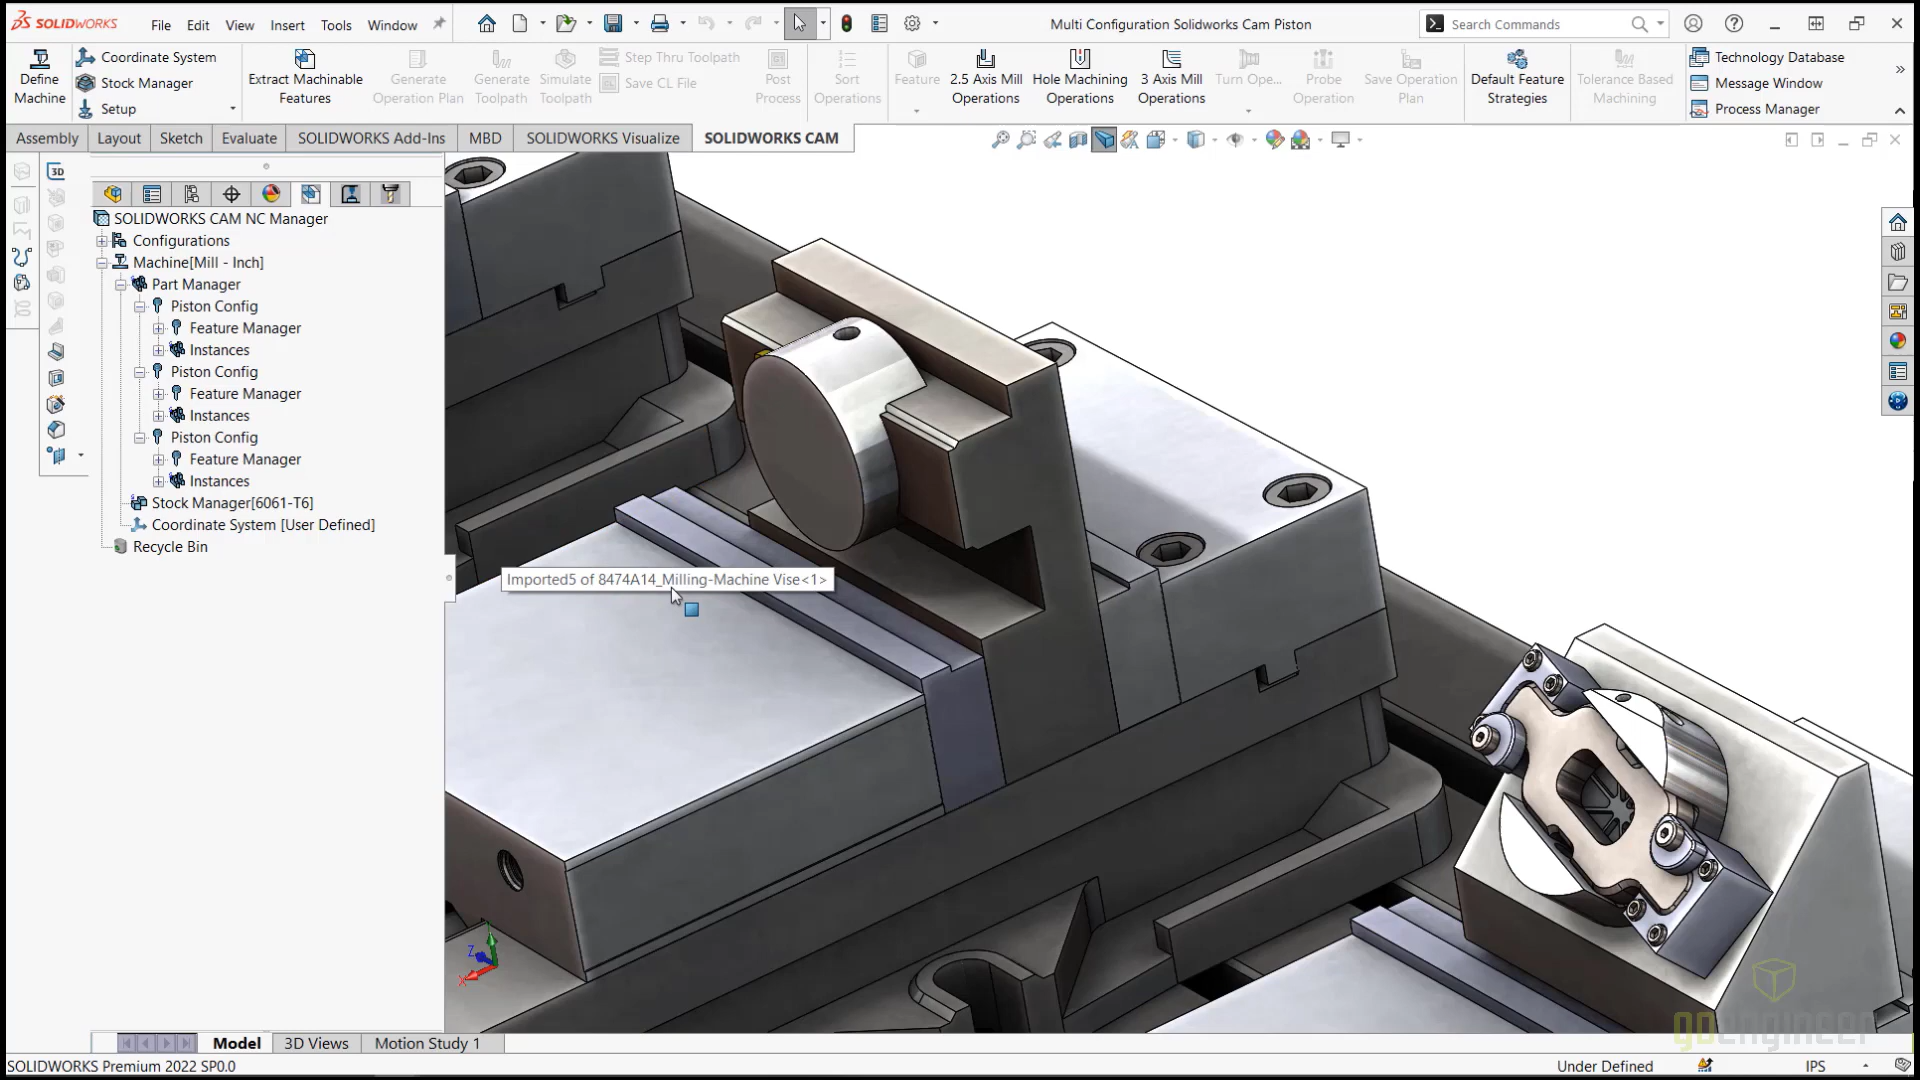 SOLIDWORKS
File Edit View Insert Tools Window
Multi Configuration Solidworks Cam Piston
Search Commands
Define Machine
Coordinate System
Stock Manager
Setup
Extract Machinable Features
Generate Operation Plan
Generate Toolpath
Simulate Toolpath
Step Thru Toolpath
Save CL File
Post Process
Sort Operations
Feature
2.5 Axis Mill Operations
Hole Machining Operations
3 Axis Mill Operations
Turn Ope...
Probe Operation
Save Operation Plan
Default Feature Strategies
Tolerance Based Machining
Technology Database
Message Window
Process Manager
Assembly Layout Sketch Evaluate SOLIDWORKS Add-Ins MBD SOLIDWORKS Visualize SOLIDWORKS CAM
3D
SOLIDWORKS CAM NC Manager
Configurations
Machine[Mill - Inch]
Part Manager
Piston Config
Feature Manager
Instances
Piston Config
Feature Manager
Instances
Piston Config
Feature Manager
Instances
Stock Manager[6061-T6]
Coordinate System [User Defined]
Recycle Bin
Imported5 of 8474A14_Milling-Machine Vise<1>
Z
X
goengineer
Model 3D Views Motion Study 1
SOLIDWORKS Premium 2022 SP0.0
Under Defined
IPS